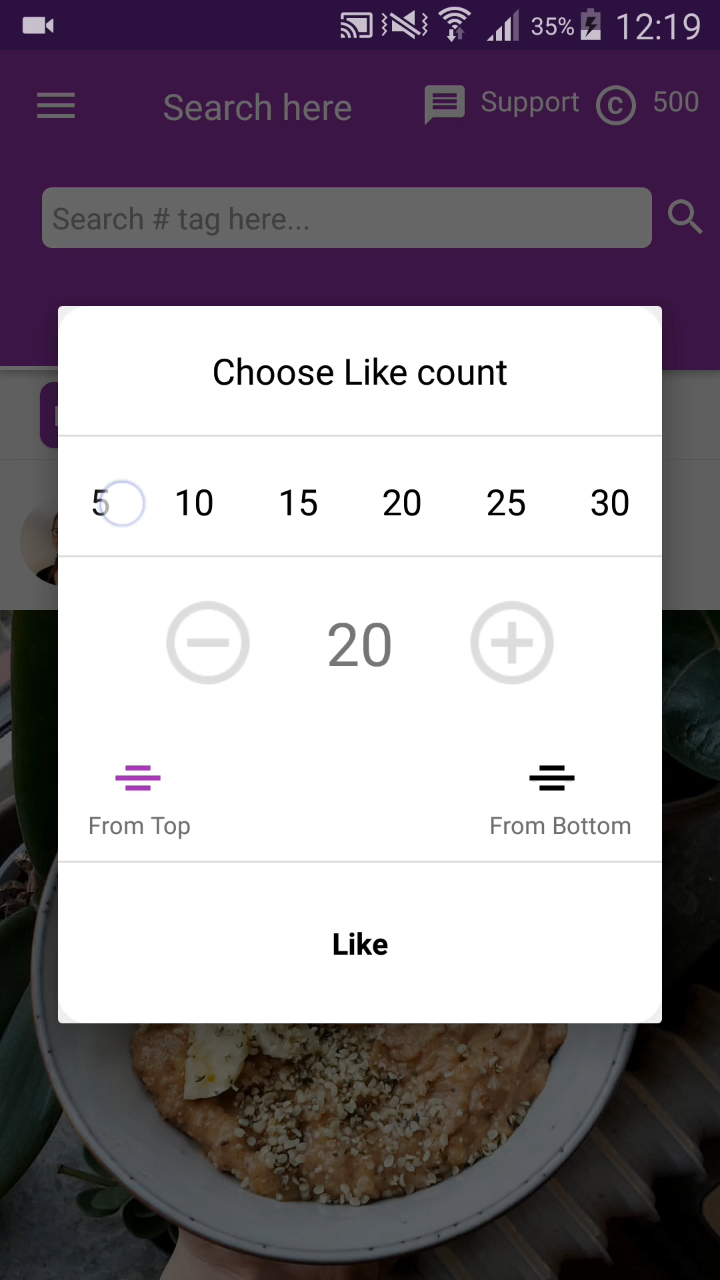 35% 12:19
Search here Support C 500
Search # tag here...
Choose Like count
5 10 15 20 25 30
20
From Top From Bottom
Like